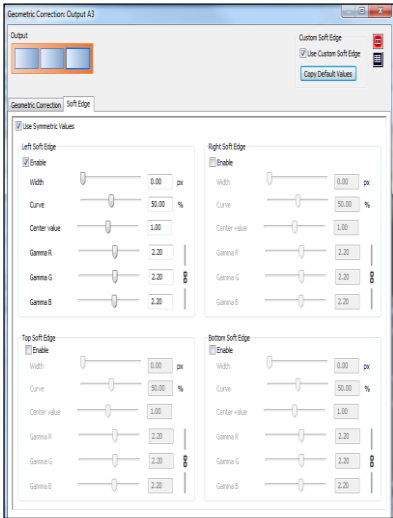 Geometric Correction: Output A3
Output
Custom Soft Edge
Use Custom Soft Edge
Copy Default Values
Geometric Correction
Soft Edge
Use Symmetric Values
Left Soft Edge
Enable
Width 0.00 px
Curve 50.00 %
Center value 1.00
Gamma R 2.20
Gamma G 2.20
Gamma B 2.20
Right Soft Edge
Enable
Width 0.00 px
Curve 50.00 %
Center value 1.00
Gamma R 2.20
Gamma G 2.20
Gamma B 2.20
Top Soft Edge
Enable
Width 0.00 px
Curve 50.00 %
Center value 1.00
Gamma R 2.20
Gamma G 2.20
Gamma B 2.20
Bottom Soft Edge
Enable
Width 0.00 px
Curve 50.00 %
Center value 1.00
Gamma R 2.20
Gamma G 2.20
Gamma B 2.20